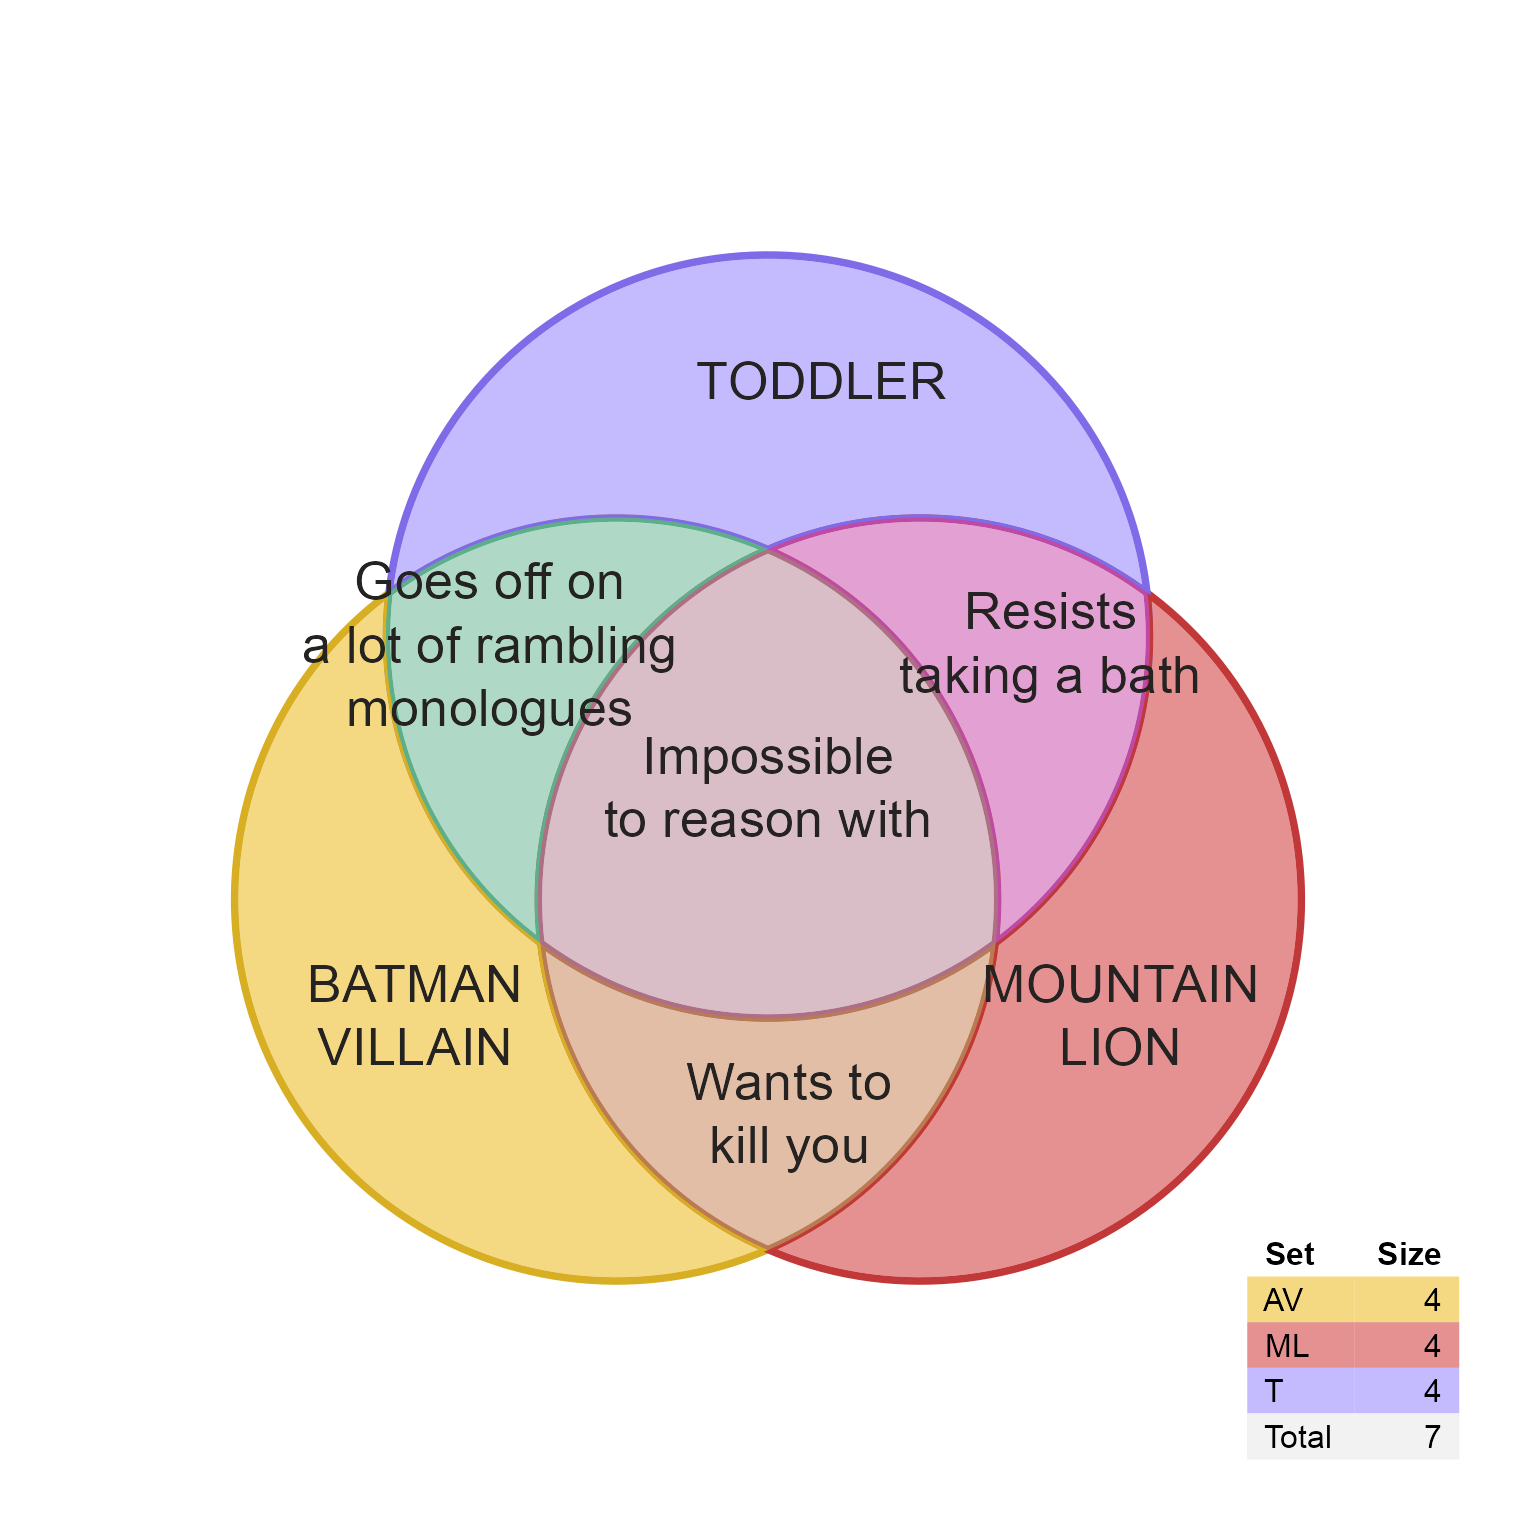 TODDLER
Goes off on
a lot of rambling
monologues
Resists
taking a bath
Impossible
to reason with
BATMAN
VILLAIN
MOUNTAIN
LION
Wants to
kill you
Set Size
AV 4
ML 4
T 4
Total 7